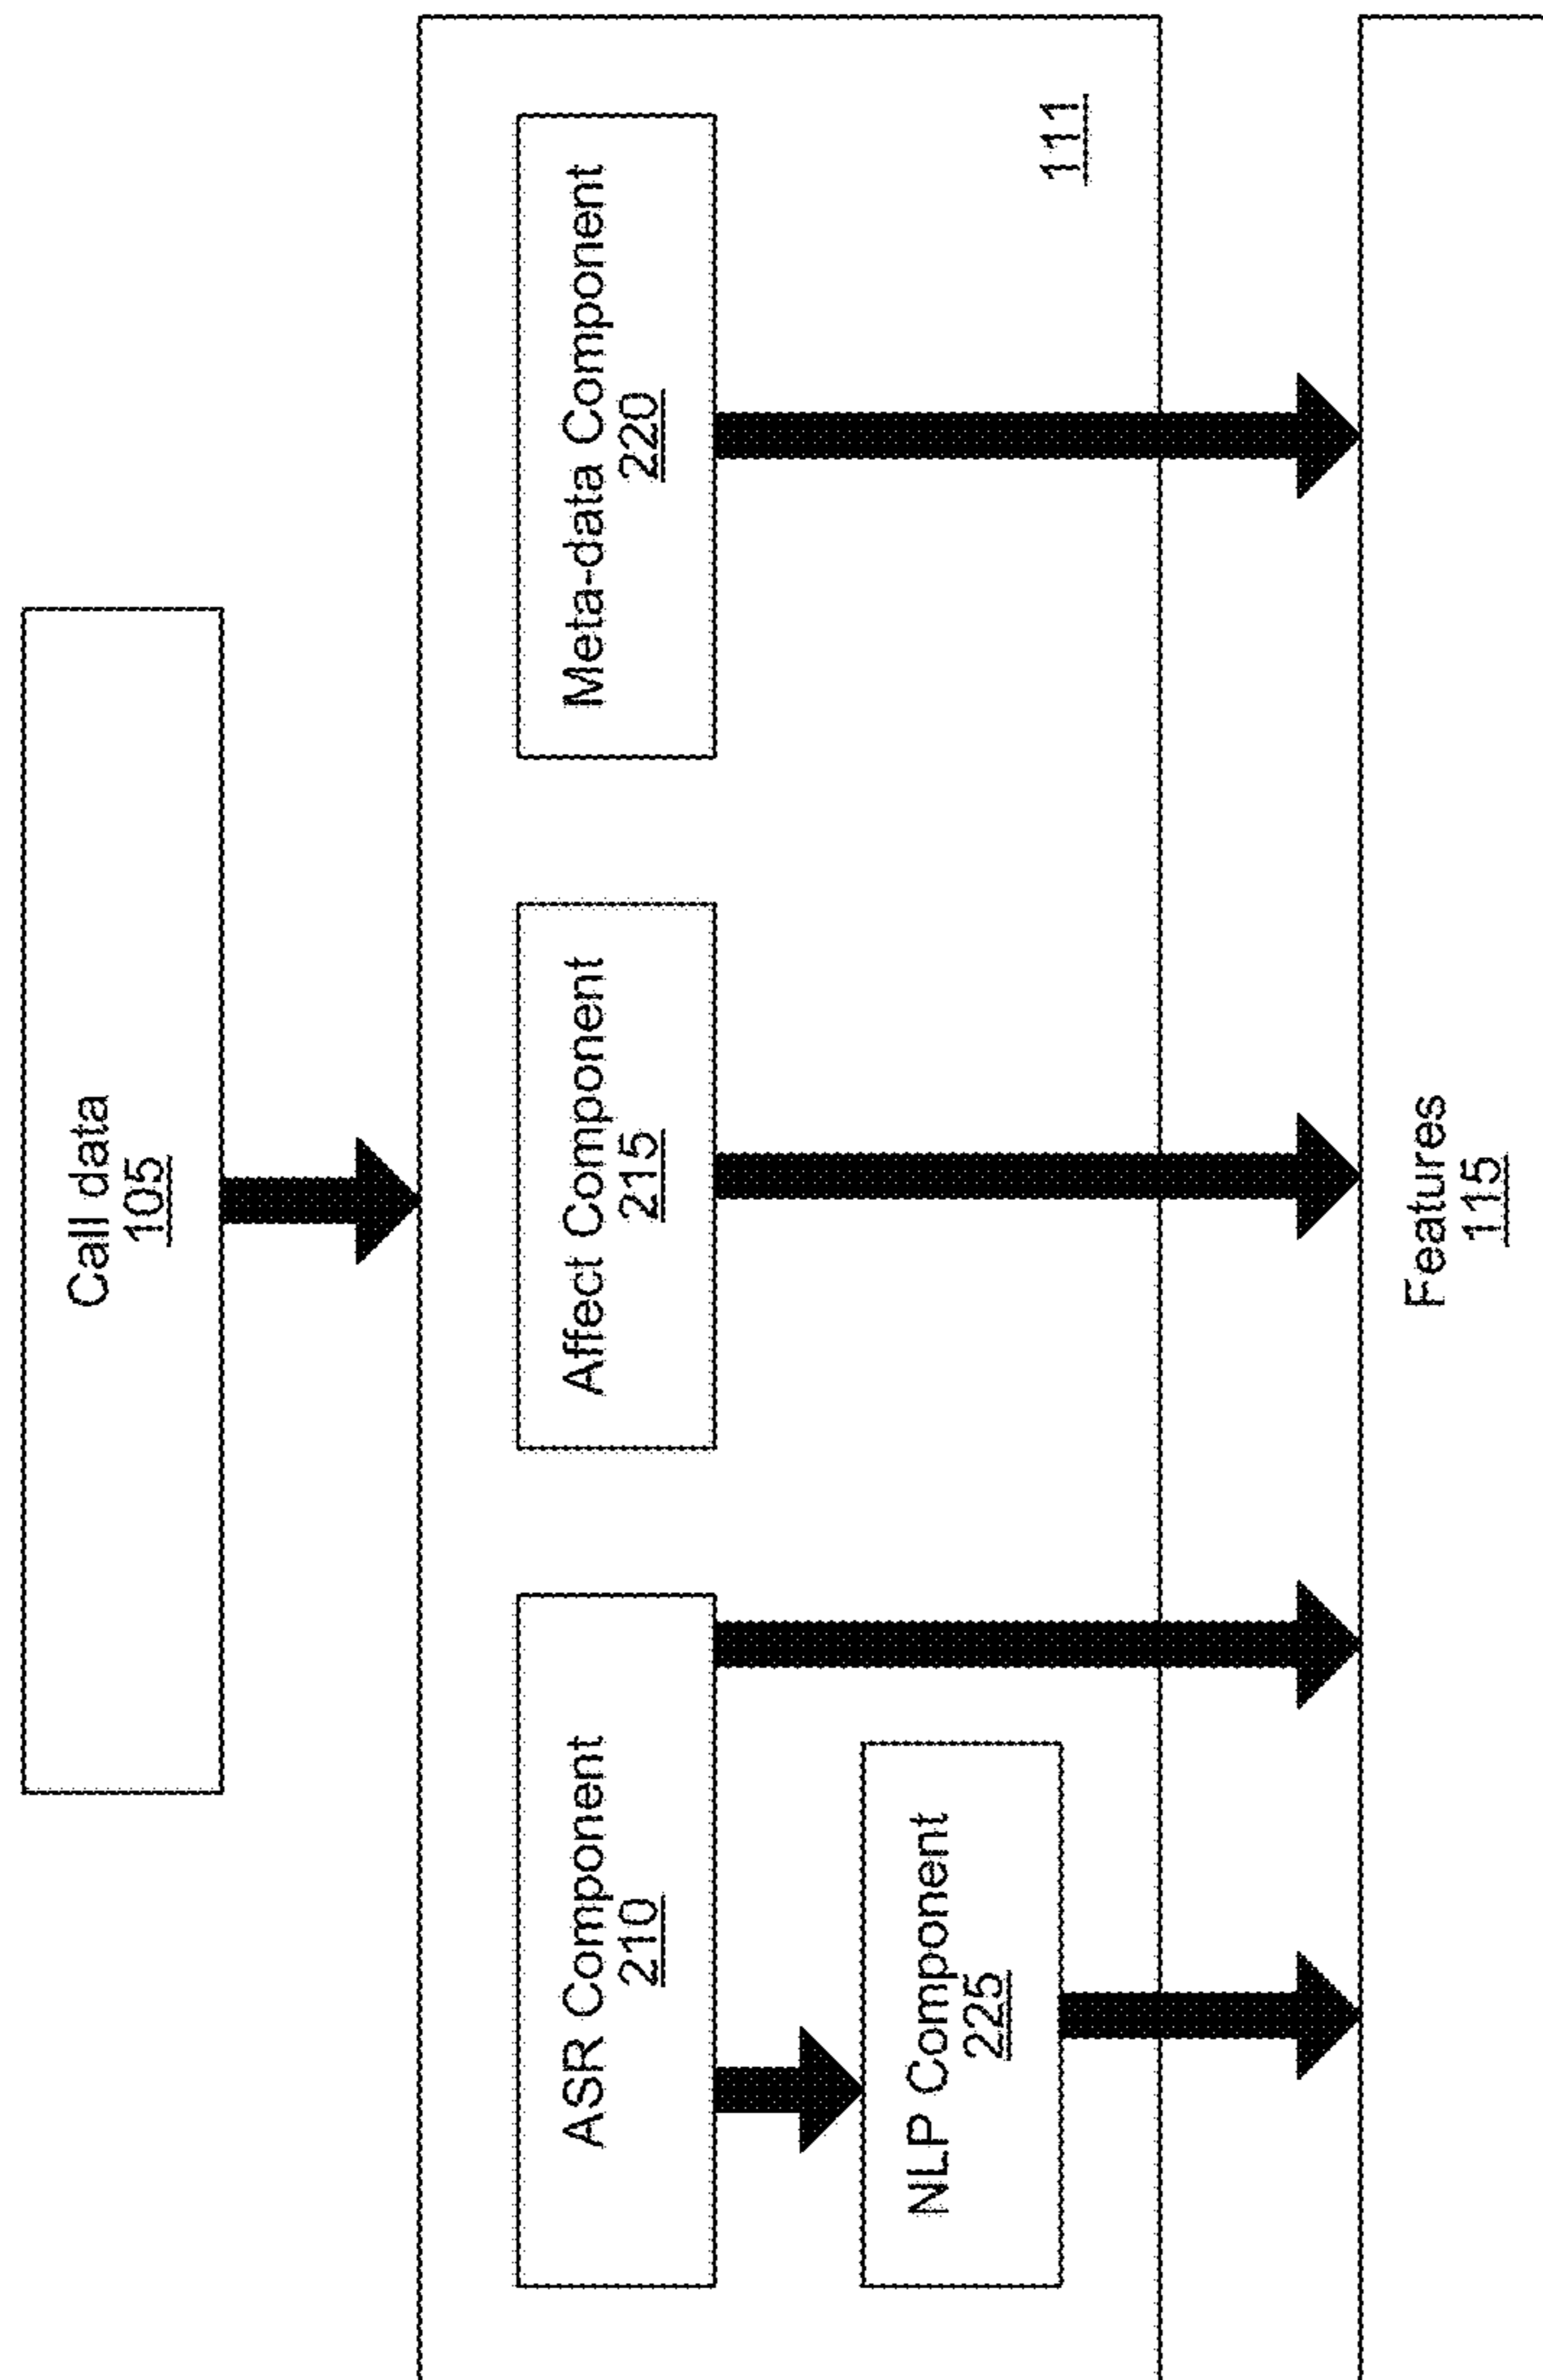 Call data
105
ASR Component
210
Affect Component
215
Meta-data Component
220
NLP Component
225
111
Features
115